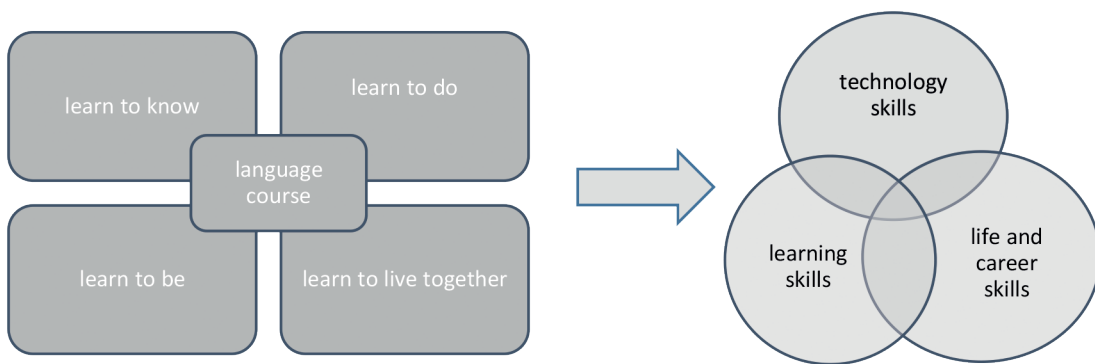 learn to know
learn to do
language
course
learn to be
learn to live together
technology
skills
learning
skills
life and
career
skills